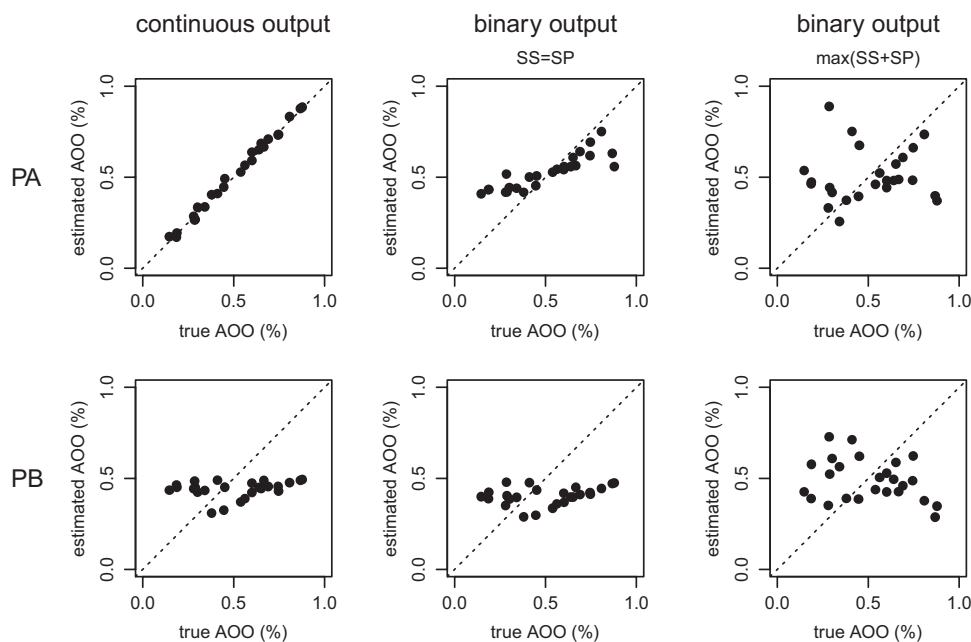 continuous output
binary output
binary output
SS=SP
max(SS+SP)
PA
estimated AOO (%)
0.0 0.5 1.0
0.0 0.5 1.0
true AOO (%)
estimated AOO (%)
0.0 0.5 1.0
0.0 0.5 1.0
true AOO (%)
estimated AOO (%)
0.0 0.5 1.0
0.0 0.5 1.0
true AOO (%)
PB
estimated AOO (%)
0.0 0.5 1.0
0.0 0.5 1.0
true AOO (%)
estimated AOO (%)
0.0 0.5 1.0
0.0 0.5 1.0
true AOO (%)
estimated AOO (%)
0.0 0.5 1.0
0.0 0.5 1.0
true AOO (%)